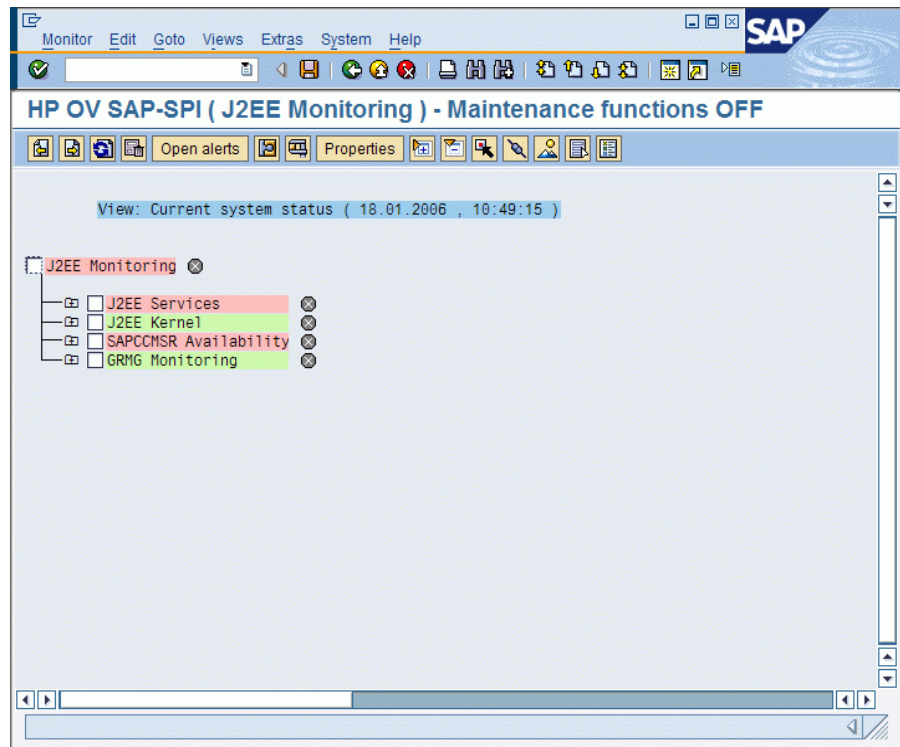 Monitor Edit Goto Views Extras System Help
SAP
HP OV SAP-SPI ( J2EE Monitoring ) - Maintenance functions OFF
Open alerts Properties
View: Current system status ( 18.01.2006 , 10:49:15 )
J2EE Monitoring
J2EE Services
J2EE Kernel
SAPCCMSR Availability
GRMG Monitoring